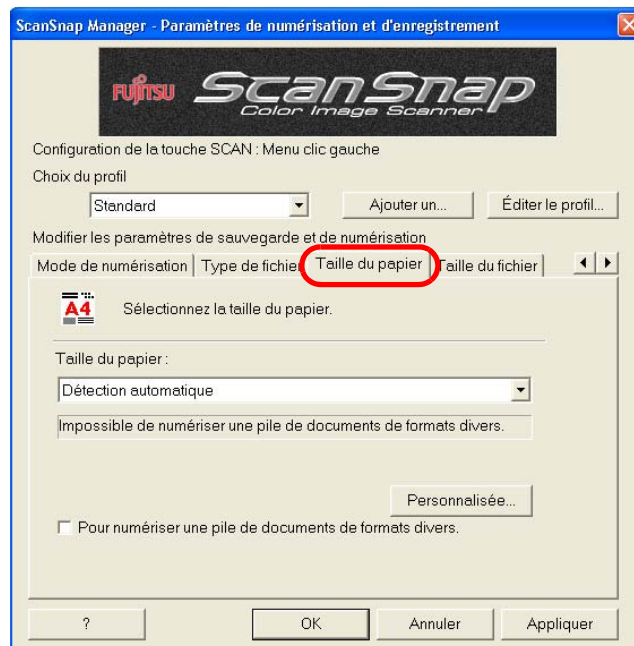 ScanSnap Manager - Paramètres de numérisation et d'enregistrement
FUJITSU ScanSnap
Color Image Scanner
Configuration de la touche SCAN : Menu clic gauche
Choix du profil
Standard Ajouter un... Éditer le profil...
Modifier les paramètres de sauvegarde et de numérisation
Mode de numérisation Type de fichier Taille du papier Taille du fichier
A4 Sélectionnez la taille du papier.
Taille du papier :
Détection automatique
Impossible de numériser une pile de documents de formats divers.
Personnalisée...
Pour numériser une pile de documents de formats divers.
? OK Annuler Appliquer